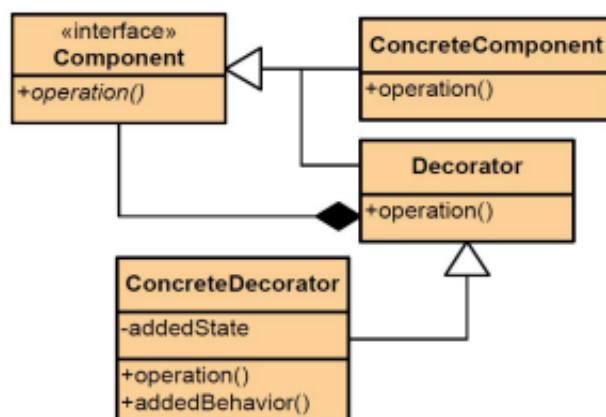 «interface»
Component
+operation()
ConcreteComponent
+operation()
Decorator
+operation()
ConcreteDecorator
-addedState
+operation()
+addedBehavior()